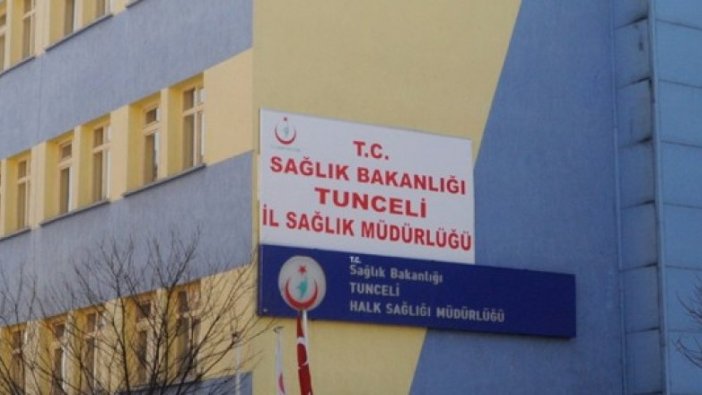 T.C.
SAĞLIK BAKANLIĞI
TUNCELİ
İL SAĞLIK MÜDÜRLÜĞÜ
T.C.
Sağlık Bakanlığı
TUNCELİ
HALK SAĞLIĞI MÜDÜRLÜĞÜ